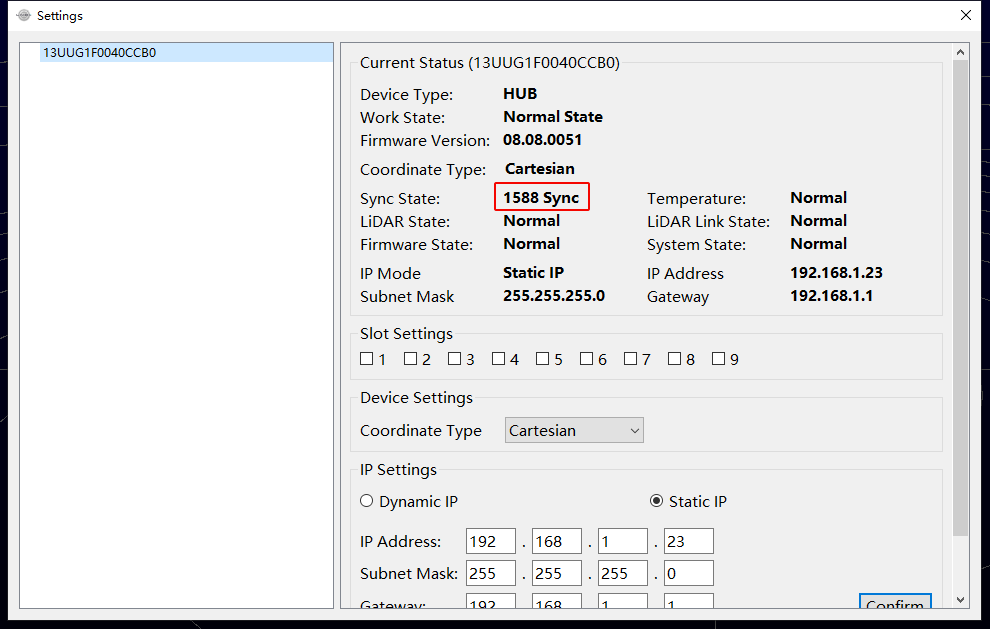 Settings
13UUG1F0040CCB0
Current Status (13UUG1F0040CCB0)
Device Type: HUB
Work State: Normal State
Firmware Version: 08.08.0051
Coordinate Type: Cartesian
Sync State: 1588 Sync Temperature: Normal
LiDAR State: Normal LiDAR Link State: Normal
Firmware State: Normal System State: Normal
IP Mode Static IP IP Address 192.168.1.23
Subnet Mask 255.255.255.0 Gateway 192.168.1.1
Slot Settings
1 2 3 4 5 6 7 8 9
Device Settings
Coordinate Type Cartesian
IP Settings
Dynamic IP Static IP
IP Address: 192 . 168 . 1 . 23
Subnet Mask: 255 . 255 . 255 . 0
Gateway: 192 168 1 1 Confirm